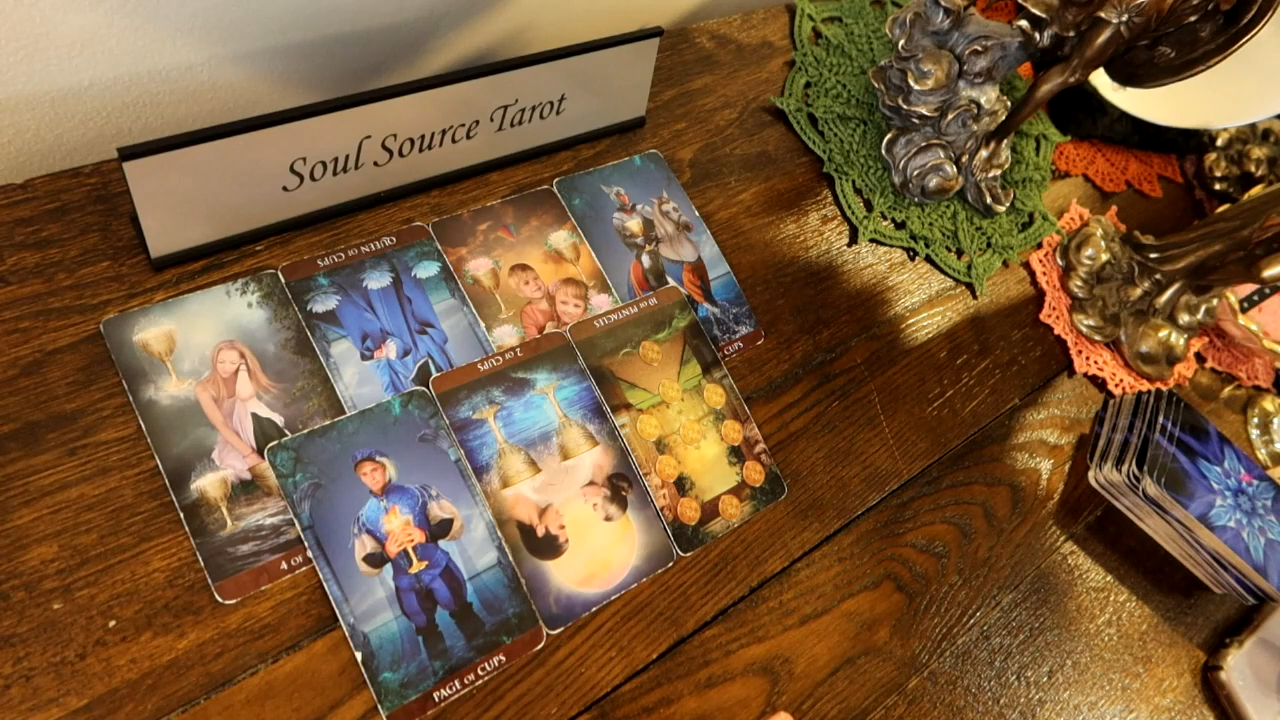 Soul Source Tarot
QUEEN OF CUPS
10 OF PENTACLES
CUPS
2 OF CUPS
4 OF
PAGE OF CUPS